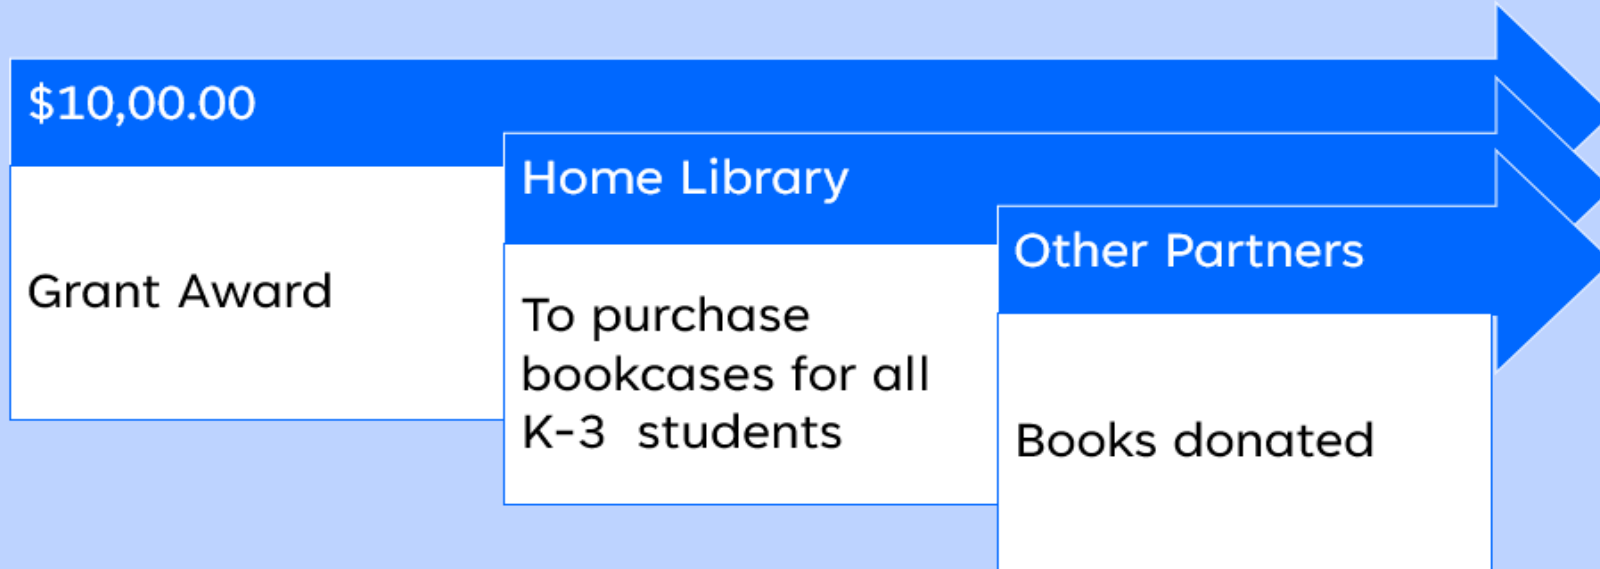 $10,00.00
Grant Award
Home Library
To purchase
bookcases for all
K-3  students
Other Partners
Books donated